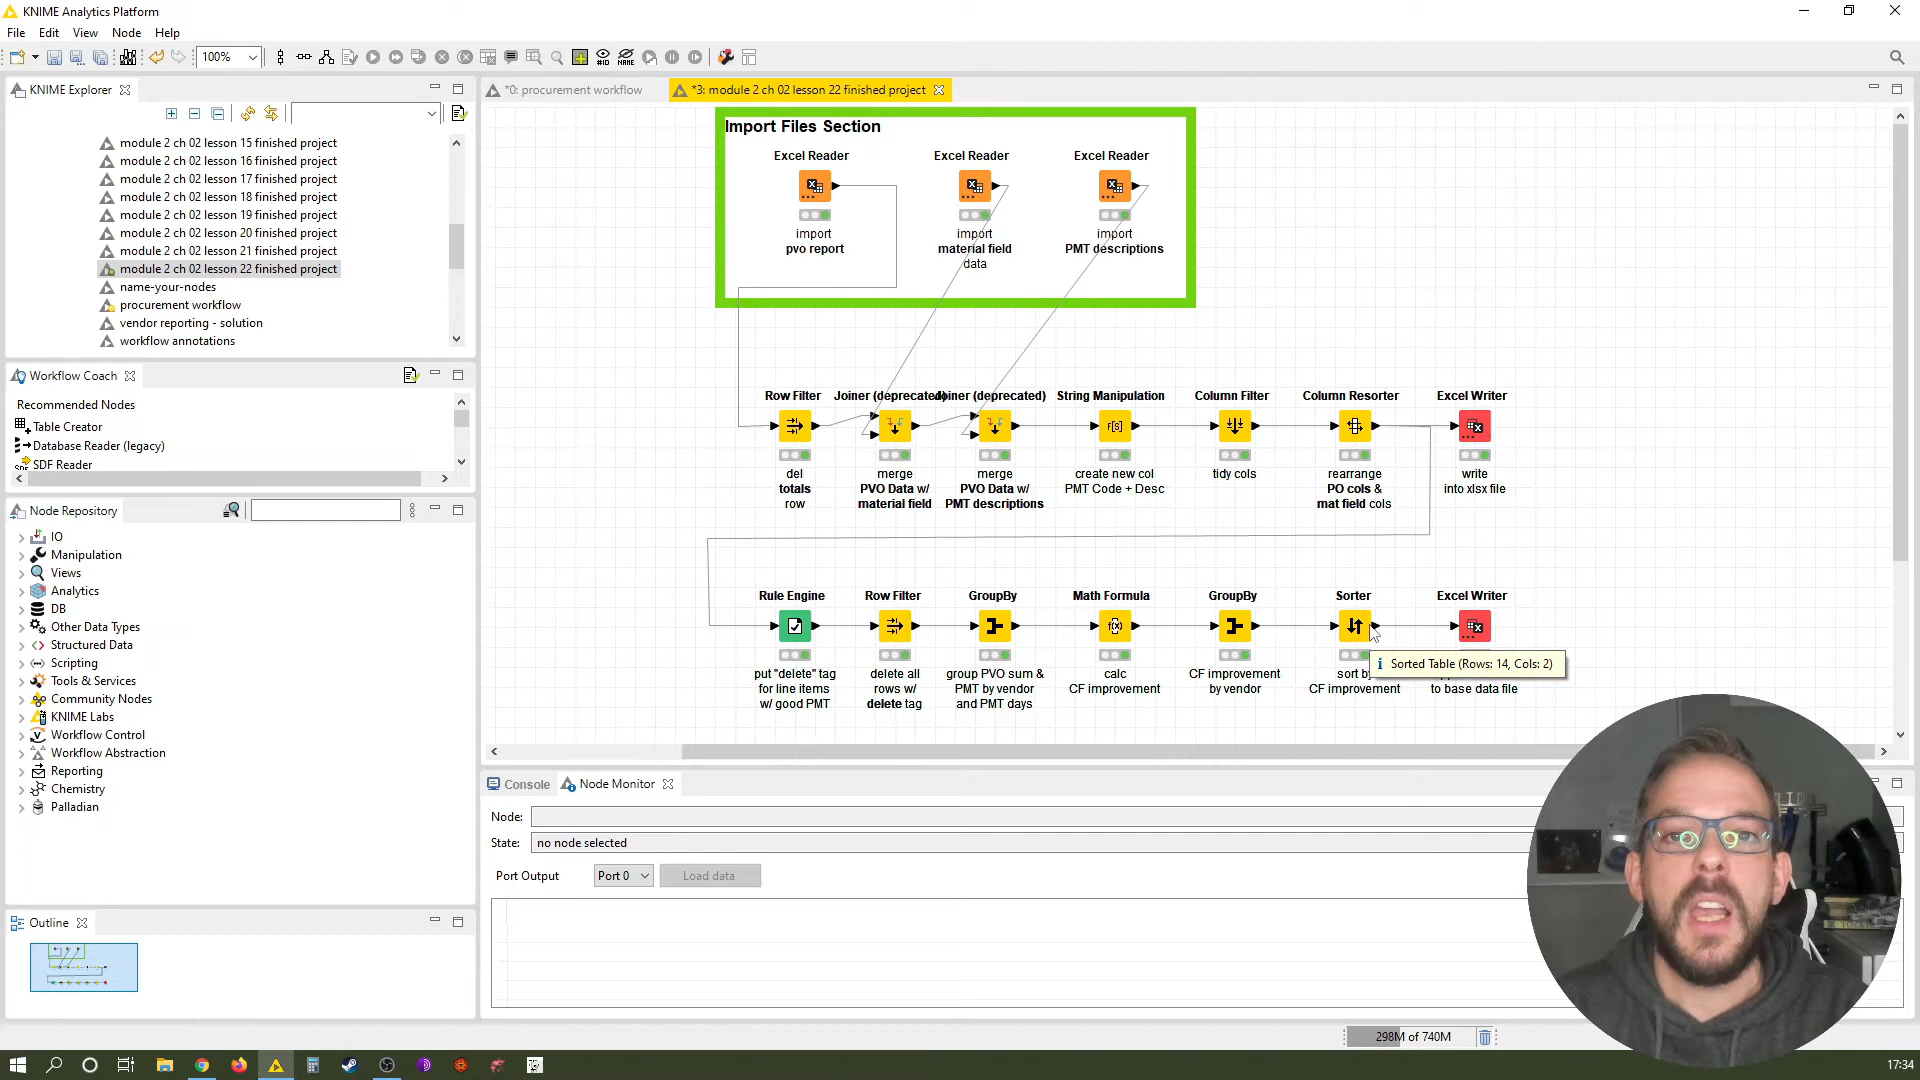 KNIME Analytics Platform
File Edit View Node Help
100%
KNIME Explorer
module 2 ch 02 lesson 15 finished project
module 2 ch 02 lesson 16 finished project
module 2 ch 02 lesson 17 finished project
module 2 ch 02 lesson 18 finished project
module 2 ch 02 lesson 19 finished project
module 2 ch 02 lesson 20 finished project
module 2 ch 02 lesson 21 finished project
module 2 ch 02 lesson 22 finished project
name-your-nodes
procurement workflow
vendor reporting - solution
workflow annotations
Workflow Coach
Recommended Nodes
Table Creator
Database Reader (legacy)
SDF Reader
Node Repository
IO
Manipulation
Views
Analytics
DB
Other Data Types
Structured Data
Scripting
Tools & Services
Community Nodes
KNIME Labs
Workflow Control
Workflow Abstraction
Reporting
Chemistry
Palladian
Outline
*0: procurement workflow
*3: module 2 ch 02 lesson 22 finished project
Import Files Section
Excel Reader Excel Reader Excel Reader
import import import
pvo report material field PMT descriptions
data
Row Filter Joiner (deprecated) Joiner (deprecated) String Manipulation Column Filter Column Resorter Excel Writer
del merge merge create new col tidy cols rearrange write
totals PVO Data w/ PVO Data w/ PMT Code + Desc PO cols & into xlsx file
row material field PMT descriptions mat field cols
Rule Engine Row Filter GroupBy Math Formula GroupBy Sorter Excel Writer
put "delete" tag delete all group PVO sum & calc CF improvement sort by
for line items rows w/ PMT by vendor CF improvement by vendor CF improvement to base data file
w/ good PMT delete tag and PMT days
Sorted Table (Rows: 14, Cols: 2)
Console Node Monitor
Node:
State: no node selected
Port Output Port 0 Load data
298M of 740M
17:34